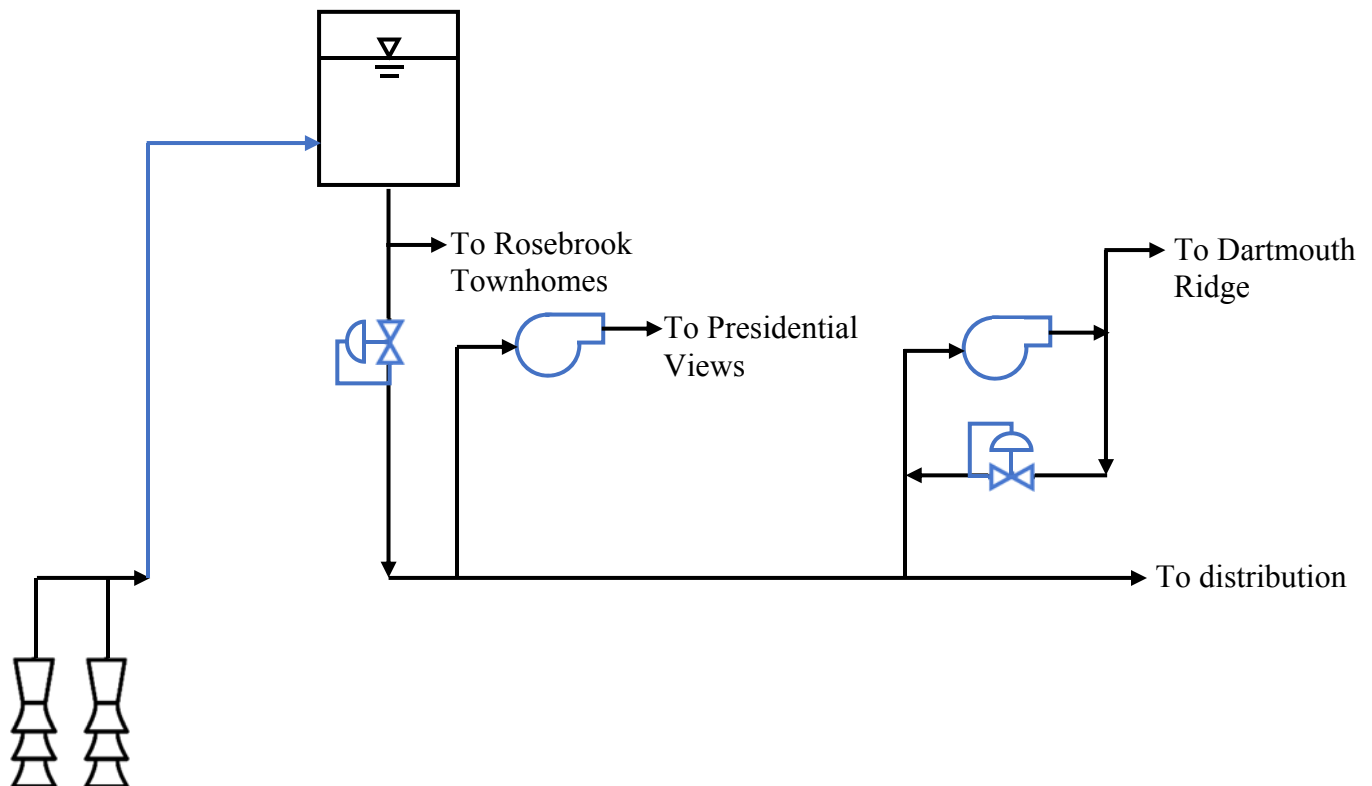 To Rosebrook
Townhomes
To Presidential
Views
To Dartmouth
Ridge
To distribution